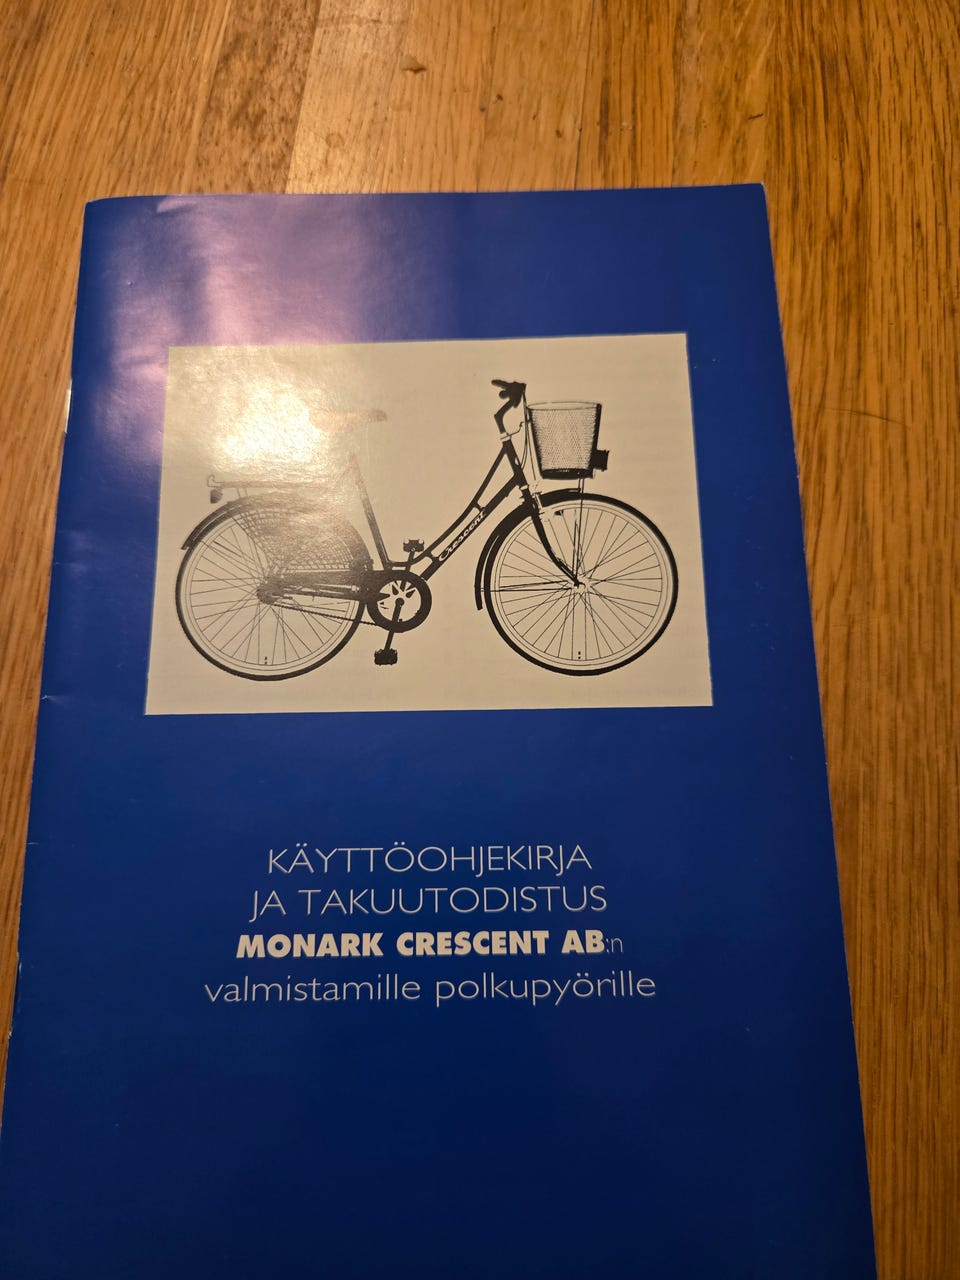 Crescent
KÄYTTÖOHJEKIRJA
JA TAKUUTODISTUS
MONARK CRESCENT AB:n
valmistamille polkupyörille